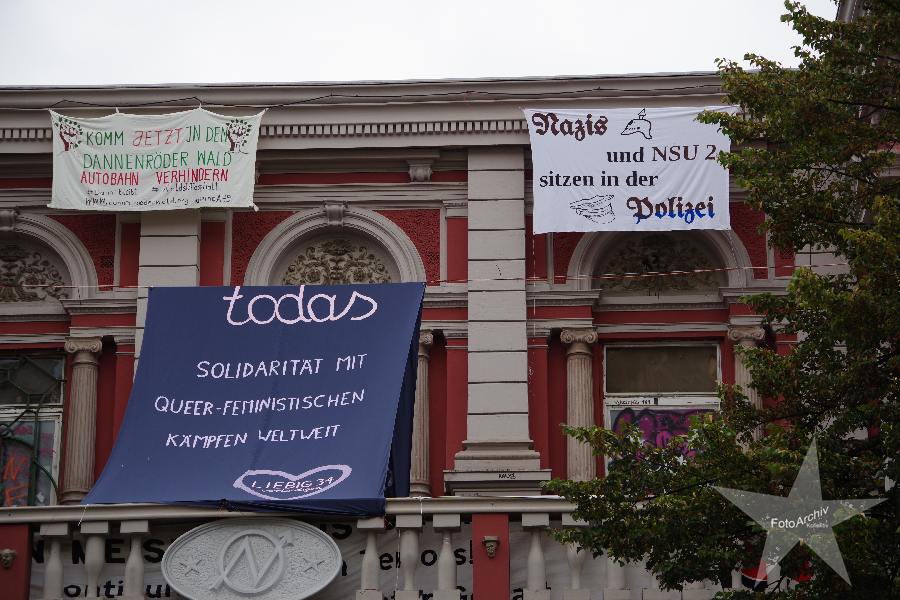 KOMM JETZT IN DEN
DANNENRÖDER WALD
AUTOBAHN VERHINDERN
Nazis
und NSU 2
sitzen in der
Polizei
todas
SOLIDARITÄT MIT
QUEER-FEMINISTISCHEN
KÄMPFEN WELTWEIT
LIEBIG 34
FotoArchiv